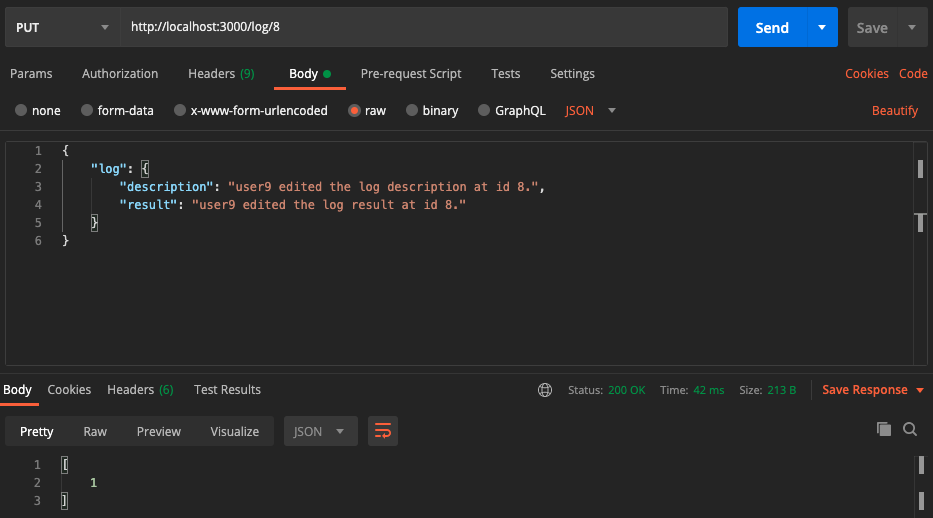 PUT http://localhost:3000/log/8 Send Save
Params Authorization Headers (9) Body Pre-request Script Tests Settings Cookies Code
none form-data x-www-form-urlencoded raw binary GraphQL JSON Beautify
1 {
2 "log": {
3 "description": "user9 edited the log description at id 8.",
4 "result": "user9 edited the log result at id 8."
5 }
6 }
Body Cookies Headers (6) Test Results Status: 200 OK Time: 42 ms Size: 213 B Save Response
Pretty Raw Preview Visualize JSON
1 [
2 1
3 ]